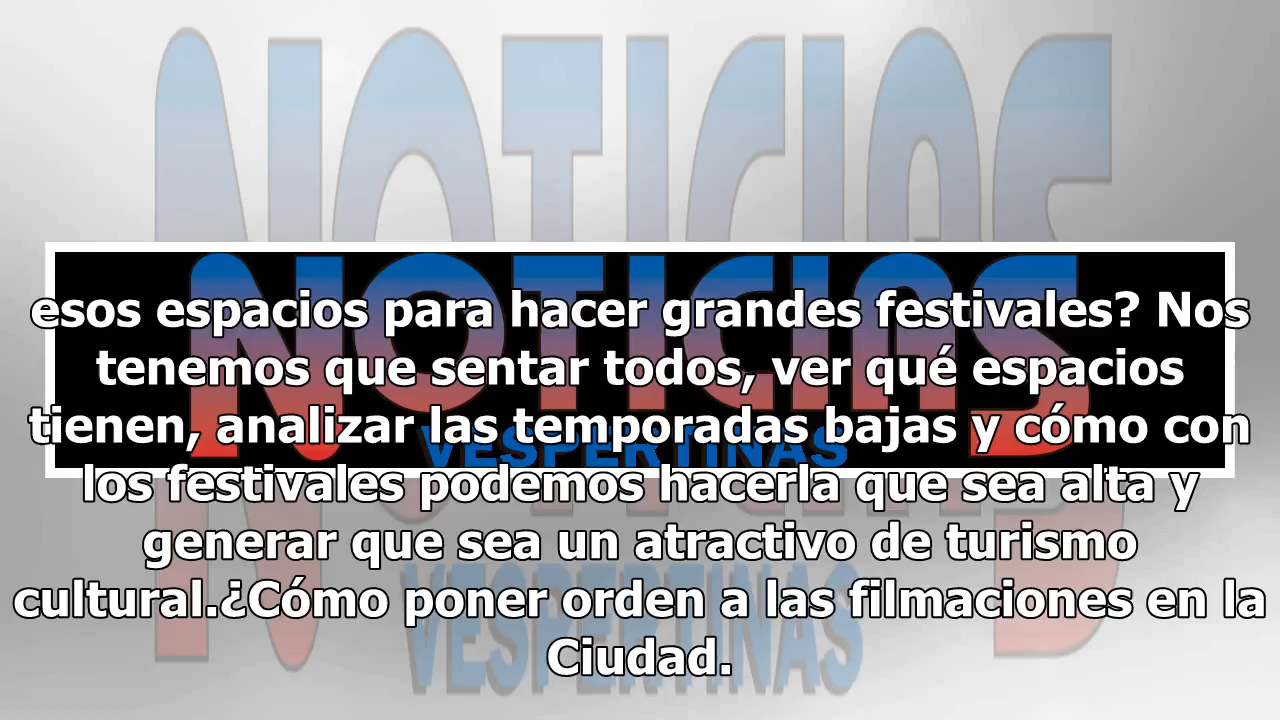 NOTICIAS
NOTICIAS
esos espacios para hacer grandes festivales? Nos
tenemos que sentar todos, ver qué espacios
tienen, analizar las temporadas bajas y cómo con
VESPERTINAS
los festivales podemos hacerla que sea alta y
generar que sea un atractivo de turismo
cultural.¿Cómo poner orden a las filmaciones en la
Ciudad.
VESPERTINAS